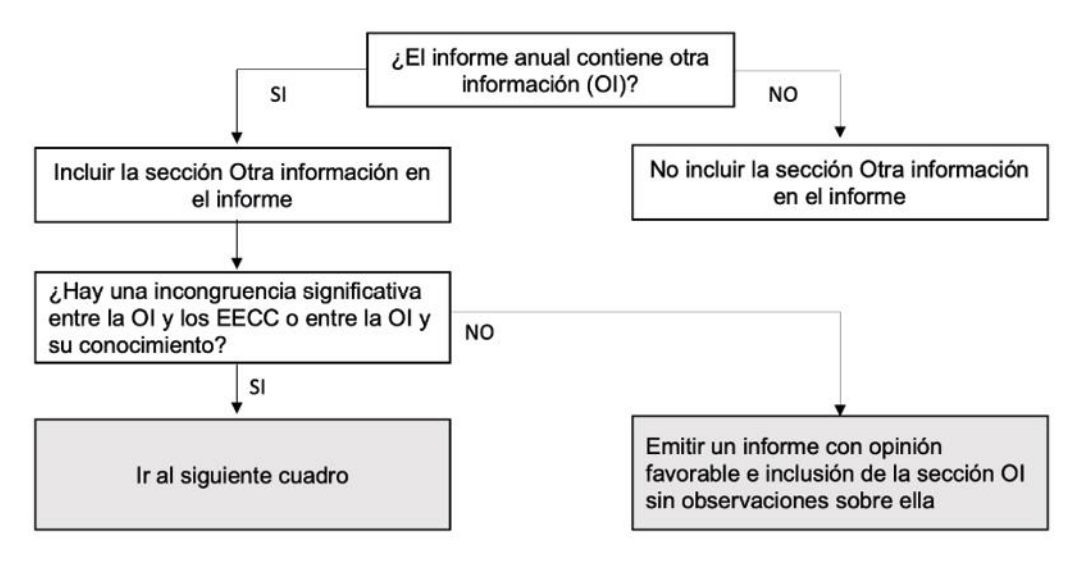 ¿El informe anual contiene otra
información (OI)?
SI
NO
Incluir la sección Otra información en
el informe
No incluir la sección Otra información
en el informe
¿Hay una incongruencia significativa
entre la OI y los EECC o entre la OI y
su conocimiento?
NO
SI
Ir al siguiente cuadro
Emitir un informe con opinión
favorable e inclusión de la sección OI
sin observaciones sobre ella